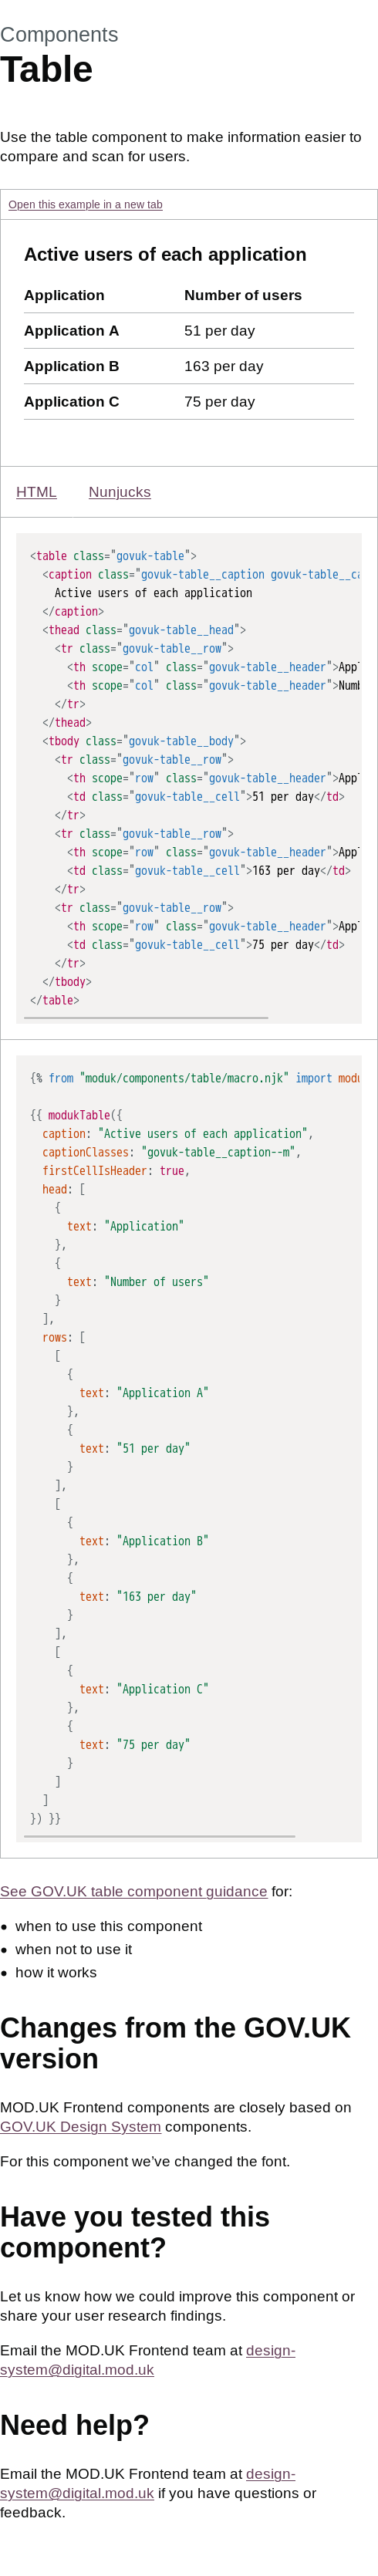 Components
Table
Use the table component to make information easier to
compare and scan for users.
Open this example in a new tab
Active users of each application
Application Number of users
Application A 51 per day
Application B 163 per day
Application C 75 per day
HTML Nunjucks
<table class="govuk-table">
  <caption class="govuk-table__caption govuk-table__ca
    Active users of each application
  </caption>
  <thead class="govuk-table__head">
    <tr class="govuk-table__row">
      <th scope="col" class="govuk-table__header">Appl
      <th scope="col" class="govuk-table__header">Numb
    </tr>
  </thead>
  <tbody class="govuk-table__body">
    <tr class="govuk-table__row">
      <th scope="row" class="govuk-table__header">Appl
      <td class="govuk-table__cell">51 per day</td>
    </tr>
    <tr class="govuk-table__row">
      <th scope="row" class="govuk-table__header">Appl
      <td class="govuk-table__cell">163 per day</td>
    </tr>
    <tr class="govuk-table__row">
      <th scope="row" class="govuk-table__header">Appl
      <td class="govuk-table__cell">75 per day</td>
    </tr>
  </tbody>
</table>
{% from "moduk/components/table/macro.njk" import modu
{{ modukTable({
  caption: "Active users of each application",
  captionClasses: "govuk-table__caption--m",
  firstCellIsHeader: true,
  head: [
    {
      text: "Application"
    },
    {
      text: "Number of users"
    }
  ],
  rows: [
    [
      {
        text: "Application A"
      },
      {
        text: "51 per day"
      }
    ],
    [
      {
        text: "Application B"
      },
      {
        text: "163 per day"
      }
    ],
    [
      {
        text: "Application C"
      },
      {
        text: "75 per day"
      }
    ]
  ]
}) }}
See GOV.UK table component guidance for:
• when to use this component
• when not to use it
• how it works
Changes from the GOV.UK
version
MOD.UK Frontend components are closely based on
GOV.UK Design System components.
For this component we’ve changed the font.
Have you tested this
component?
Let us know how we could improve this component or
share your user research findings.
Email the MOD.UK Frontend team at design-
system@digital.mod.uk
Need help?
Email the MOD.UK Frontend team at design-
system@digital.mod.uk if you have questions or
feedback.